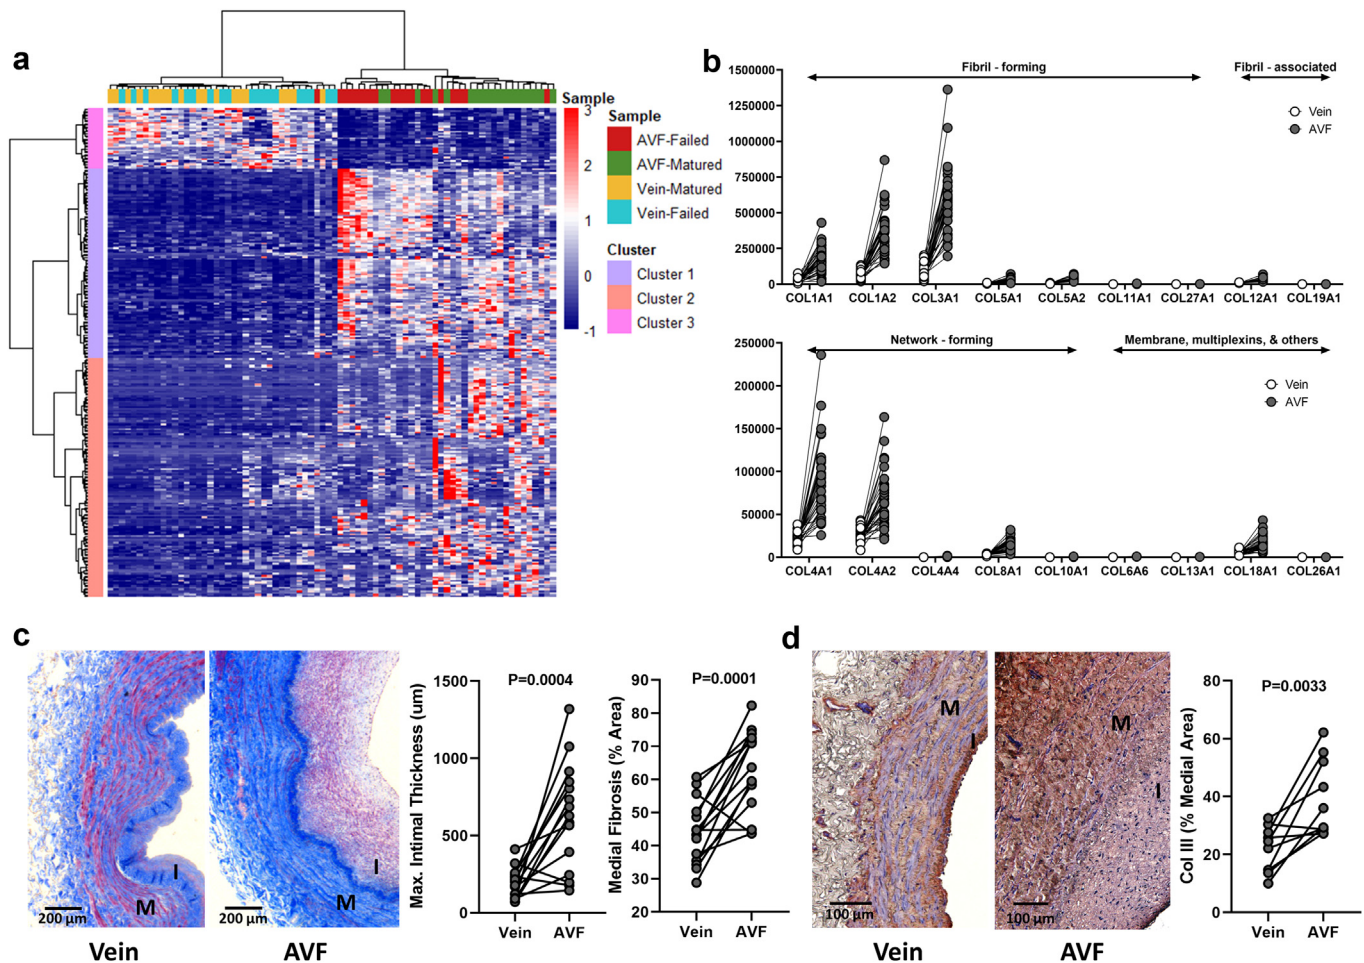 a
Sample
3
2
1
0
-1
Sample
AVF-Failed
AVF-Matured
Vein-Matured
Vein-Failed
Cluster
Cluster 1
Cluster 2
Cluster 3
b
Fibril - forming
Fibril - associated
Vein
AVF
1500000
1250000
1000000
750000
500000
250000
0
COL1A1 COL1A2 COL3A1 COL5A1 COL5A2 COL11A1 COL27A1 COL12A1 COL19A1
Network - forming
Membrane, multiplexins, & others
Vein
AVF
250000
200000
150000
100000
50000
0
COL4A1 COL4A2 COL4A4 COL8A1 COL10A1 COL6A6 COL13A1 COL18A1 COL26A1
c
I
M
200 µm
Vein
I
M
200 µm
AVF
Max. Intimal Thickness (um)
P=0.0004
1500
1000
500
0
Vein AVF
Medial Fibrosis (% Area)
P=0.0001
90
80
70
60
50
40
30
20
Vein AVF
d
M
I
100 µm
Vein
M
I
100 µm
AVF
Col III (% Medial Area)
P=0.0033
80
60
40
20
0
Vein AVF